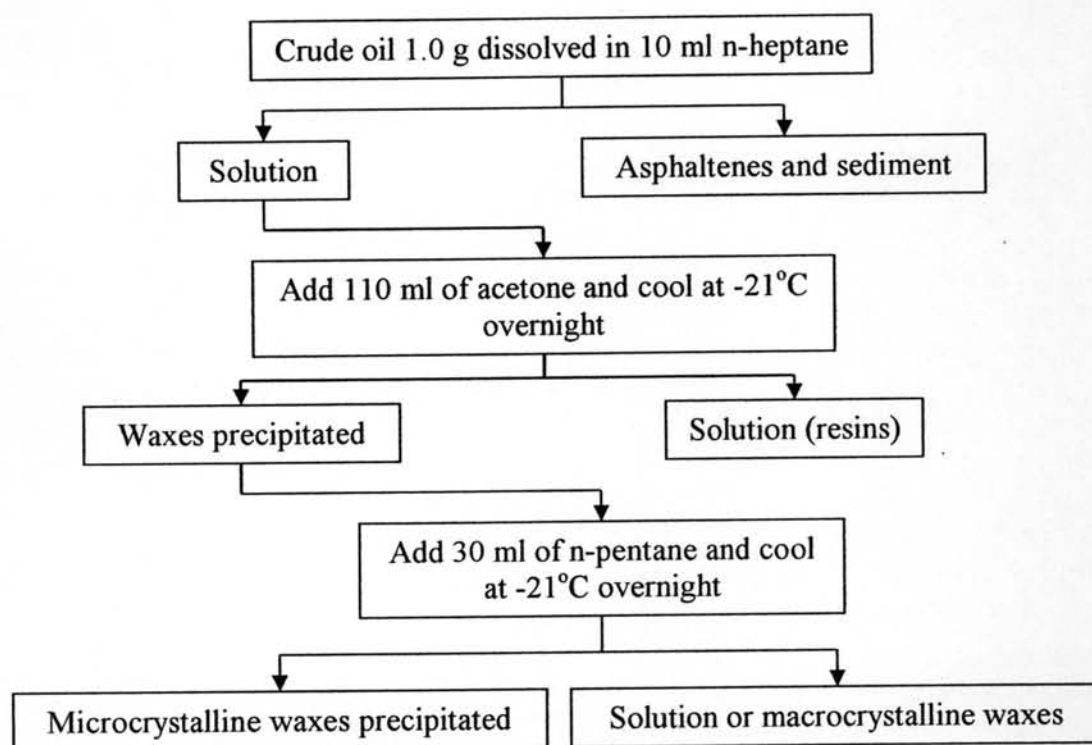 Crude oil 1.0 g dissolved in 10 ml n-heptane
Solution
Asphaltenes and sediment
Add 110 ml of acetone and cool at -21°C
overnight
Waxes precipitated
Solution (resins)
Add 30 ml of n-pentane and cool
at -21°C overnight
Microcrystalline waxes precipitated
Solution or macrocrystalline waxes